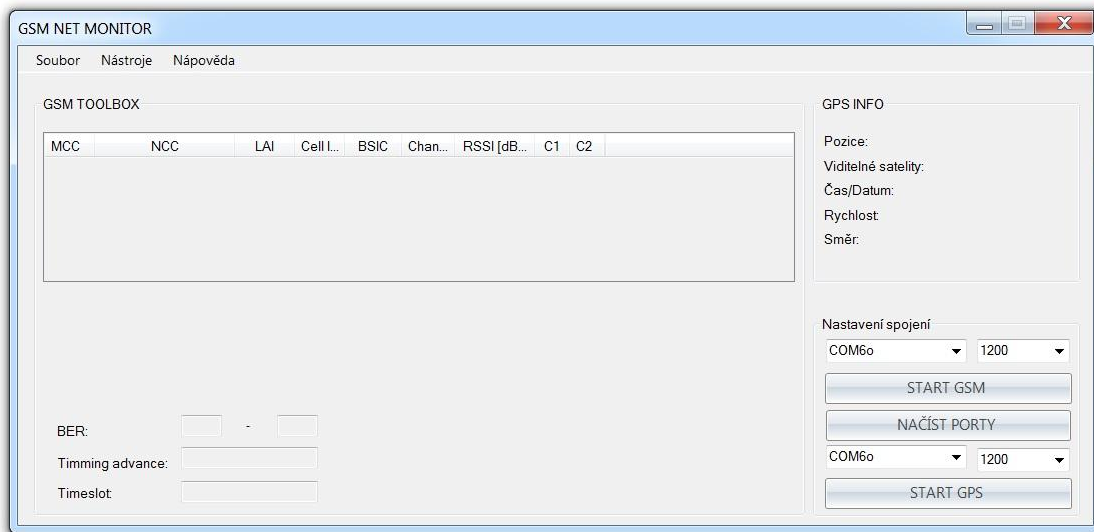 GSM NET MONITOR
Soubor Nástroje Nápověda
GSM TOOLBOX
MCC NCC LAI Cell I... BSIC Chan... RSSI [dB... C1 C2
BER: -
Timming advance:
Timeslot:
GPS INFO
Pozice:
Viditelné satelity:
Čas/Datum:
Rychlost:
Směr:
Nastavení spojení
COM6o 1200
START GSM
NAČÍST PORTY
COM6o 1200
START GPS